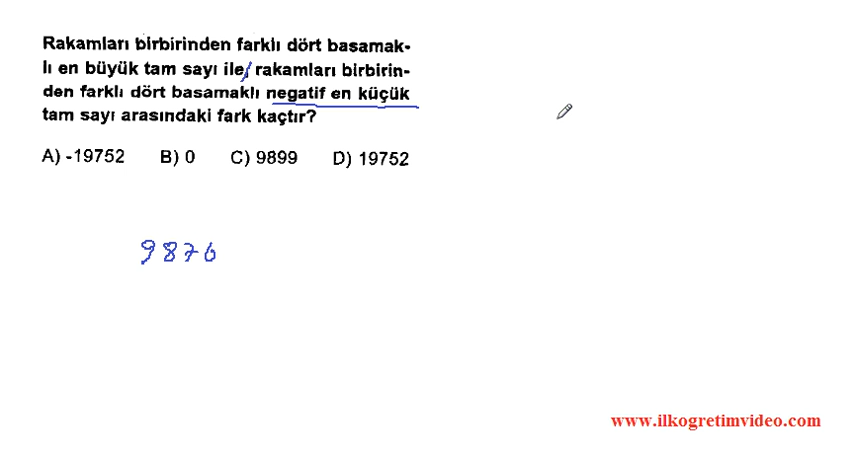 Rakamları birbirinden farklı dört basamak-
lı en büyük tam sayı ile, rakamları birbirin-
den farklı dört basamaklı negatif en küçük
tam sayı arasındaki fark kaçtır?
A) -19752 B) 0 C) 9899 D) 19752
9876
www.ilkogretimvideo.com